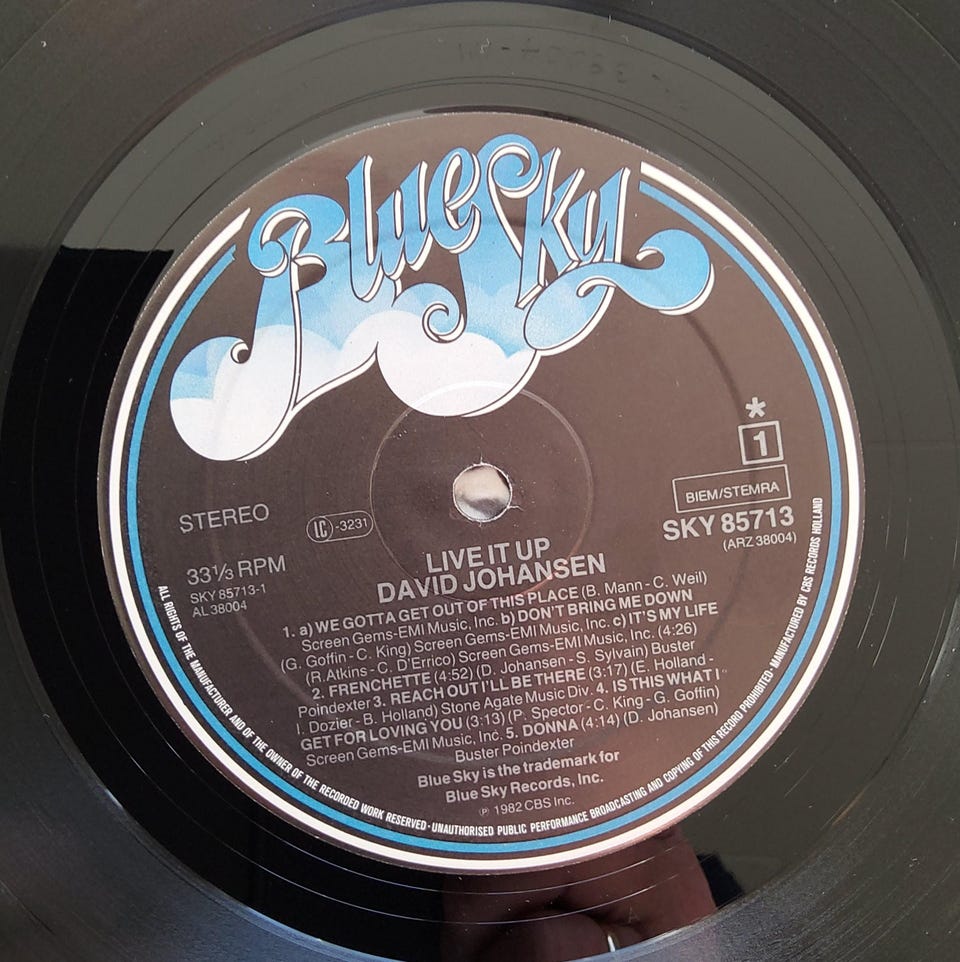 Blue Sky
*
1
BIEM/STEMRA
STEREO
LC-3231
SKY 85713
(ARZ 38004)
33⅓ RPM
SKY 85713-1
AL 38004
LIVE IT UP
DAVID JOHANSEN
1. a) WE GOTTA GET OUT OF THIS PLACE (B. Mann - C. Weil)
Screen Gems-EMI Music, Inc. b) DON'T BRING ME DOWN
(G. Goffin - C. King) Screen Gems-EMI Music, Inc. c) IT'S MY LIFE
(R. Atkins - C. D'Errico) Screen Gems-EMI Music, Inc. (4:26)
2. FRENCHETTE (4:52) (D. Johansen - S. Sylvain) Buster
Poindexter 3. REACH OUT I'LL BE THERE (3:17) (E. Holland -
I. Dozier - B. Holland) Stone Agate Music Div. 4. IS THIS WHAT I
GET FOR LOVING YOU (3:13) (P. Spector - C. King - G. Goffin)
Screen Gems-EMI Music, Inc. 5. DONNA (4:14) (D. Johansen)
Buster Poindexter
Blue Sky is the trademark for
Blue Sky Records, Inc.
℗ 1982 CBS Inc.
ALL RIGHTS OF THE MANUFACTURER AND OF THE OWNER OF THE RECORDED WORK RESERVED · UNAUTHORISED PUBLIC PERFORMANCE BROADCASTING AND COPYING OF THIS RECORD PROHIBITED · MANUFACTURED BY CBS RECORDS HOLLAND